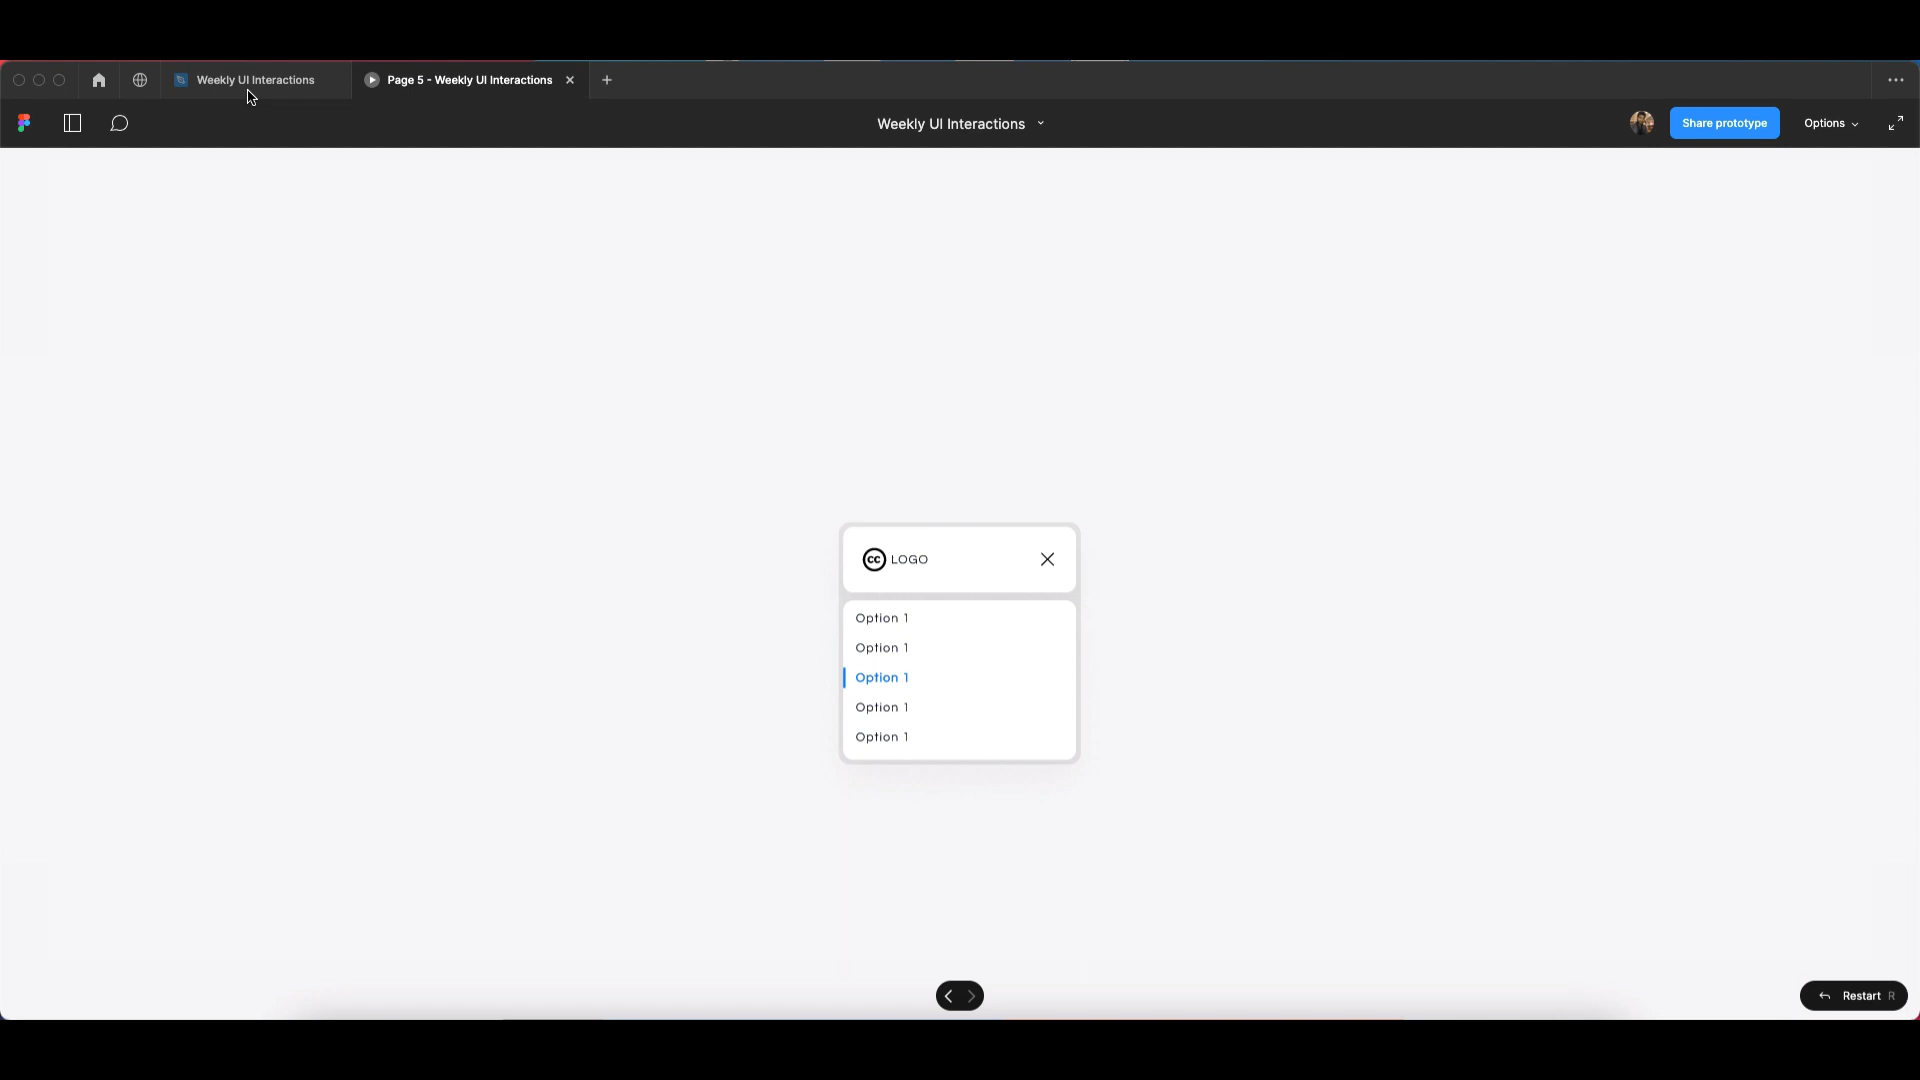 Weekly UI Interactions
Page 5 - Weekly UI Interactions
Weekly UI Interactions
Share prototype
Options
cc LOGO
Option 1
Option 1
Option 1
Option 1
Option 1
Restart R